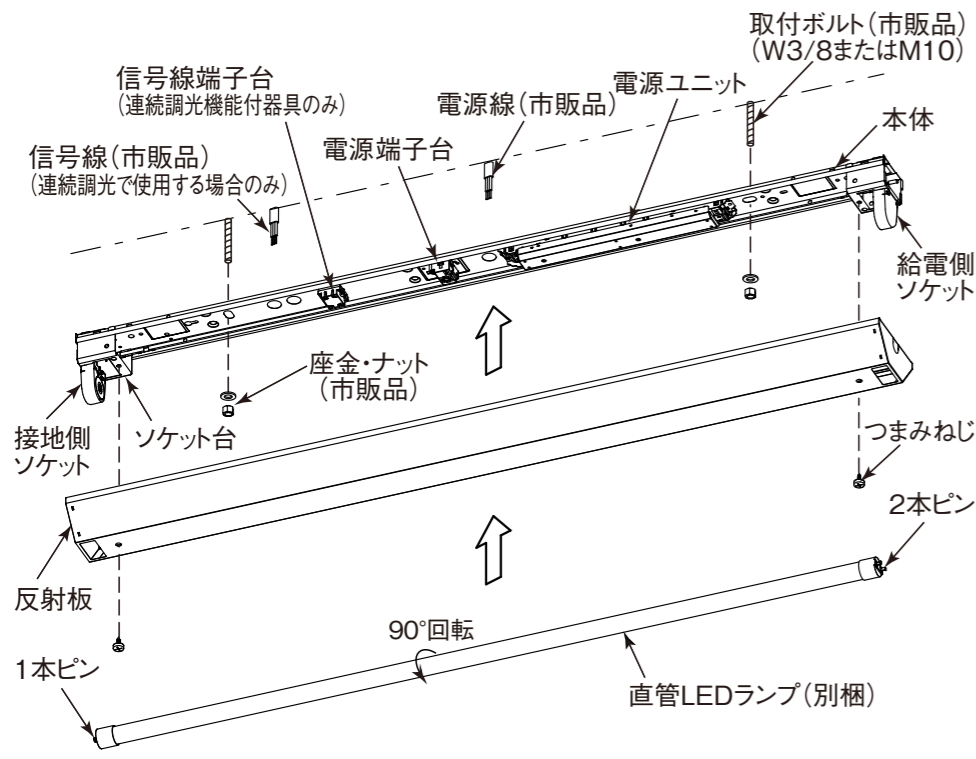 取付ボルト(市販品)
(W3/8またはM10)
信号線端子台
(連続調光機能付器具のみ)
電源線(市販品)
電源ユニット
本体
信号線(市販品)
(連続調光で使用する場合のみ)
電源端子台
給電側
ソケット
座金・ナット
(市販品)
接地側
ソケット
ソケット台
つまみねじ
2本ピン
反射板
90°回転
1本ピン
直管LEDランプ(別梱)